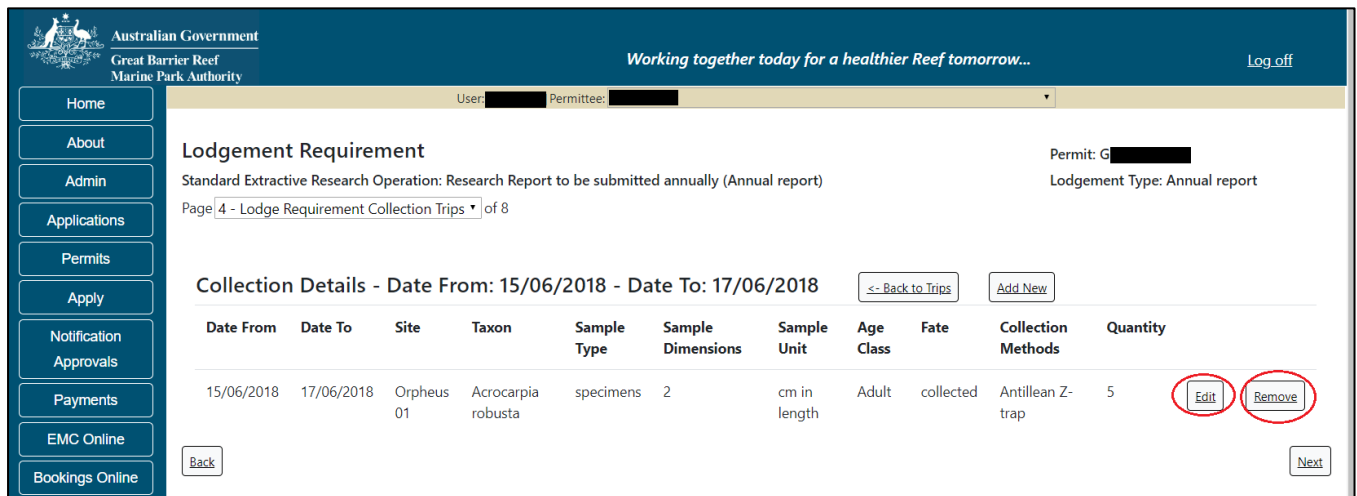 Australian Government
Great Barrier Reef
Marine Park Authority
Working together today for a healthier Reef tomorrow...
Log off
Home
About
Admin
Applications
Permits
Apply
Notification
Approvals
Payments
EMC Online
Bookings Online
User: Permittee:
Lodgement Requirement
Permit: G
Standard Extractive Research Operation: Research Report to be submitted annually (Annual report)
Lodgement Type: Annual report
Page 4 - Lodge Requirement Collection Trips of 8
Collection Details - Date From: 15/06/2018 - Date To: 17/06/2018
<- Back to Trips
Add New
Date From Date To Site Taxon Sample Type Sample Dimensions Sample Unit Age Class Fate Collection Methods Quantity
15/06/2018 17/06/2018 Orpheus 01 Acrocarpia robusta specimens 2 cm in length Adult collected Antillean Z-trap 5 Edit Remove
Back
Next